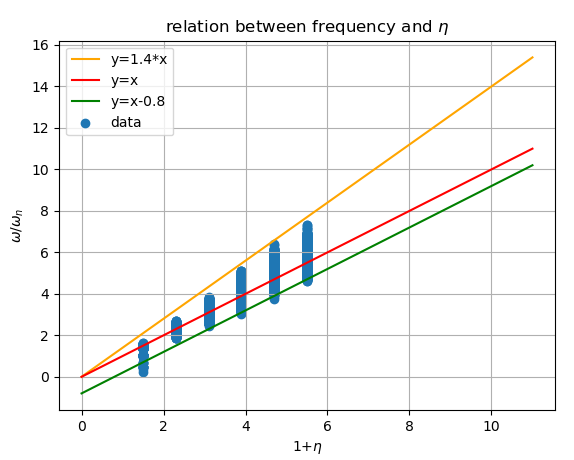 relation between frequency and η
y=1.4*x
y=x
y=x-0.8
data
ω/ωₙ
16
14
12
10
8
6
4
2
0
0 2 4 6 8 10
1+η